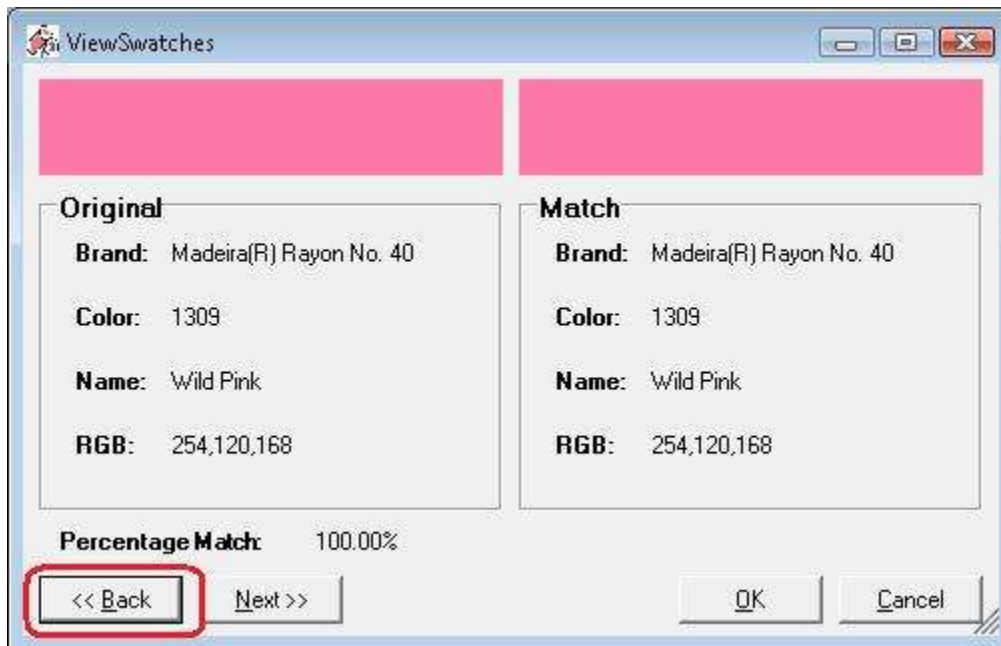 ViewSwatches
Original
Brand: Madeira(R) Rayon No. 40
Color: 1309
Name: Wild Pink
RGB: 254,120,168
Match
Brand: Madeira(R) Rayon No. 40
Color: 1309
Name: Wild Pink
RGB: 254,120,168
Percentage Match: 100.00%
<< Back Next >> OK Cancel